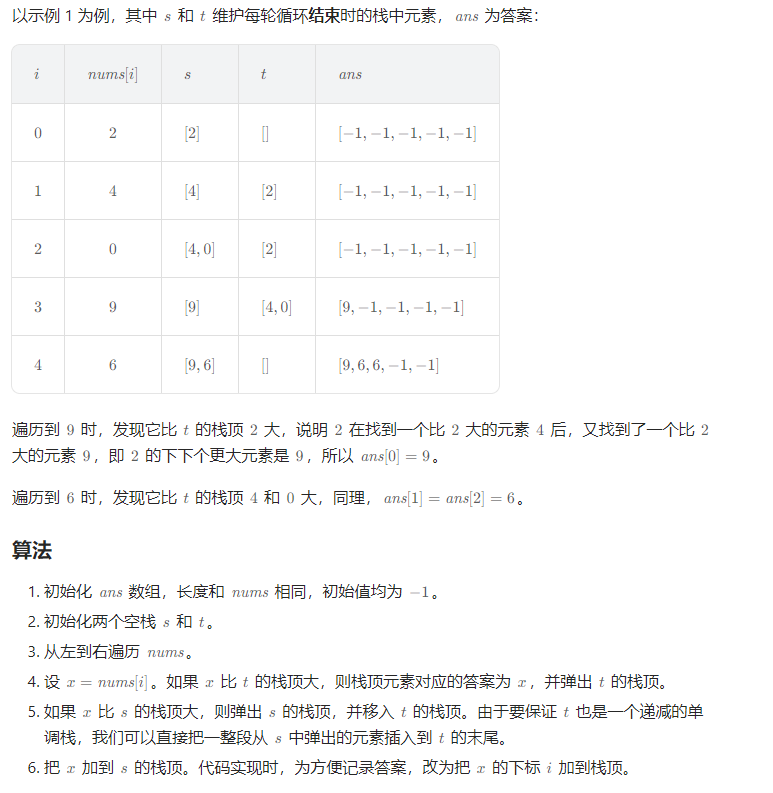 以示例 1 为例，其中 s 和 t 维护每轮循环结束时的栈中元素，ans 为答案：
i nums[i] s t ans
0 2 [2] [] [−1, −1, −1, −1, −1]
1 4 [4] [2] [−1, −1, −1, −1, −1]
2 0 [4, 0] [2] [−1, −1, −1, −1, −1]
3 9 [9] [4, 0] [9, −1, −1, −1, −1]
4 6 [9, 6] [] [9, 6, 6, −1, −1]
遍历到 9 时，发现它比 t 的栈顶 2 大，说明 2 在找到一个比 2 大的元素 4 后，又找到了一个比 2
大的元素 9，即 2 的下下个更大元素是 9，所以 ans[0] = 9。
遍历到 6 时，发现它比 t 的栈顶 4 和 0 大，同理，ans[1] = ans[2] = 6。
算法
1. 初始化 ans 数组，长度和 nums 相同，初始值均为 −1。
2. 初始化两个空栈 s 和 t。
3. 从左到右遍历 nums。
4. 设 x = nums[i]。如果 x 比 t 的栈顶大，则栈顶元素对应的答案为 x，并弹出 t 的栈顶。
5. 如果 x 比 s 的栈顶大，则弹出 s 的栈顶，并移入 t 的栈顶。由于要保证 t 也是一个递减的单
调栈，我们可以直接把一整段从 s 中弹出的元素插入到 t 的末尾。
6. 把 x 加到 s 的栈顶。代码实现时，为方便记录答案，改为把 x 的下标 i 加到栈顶。